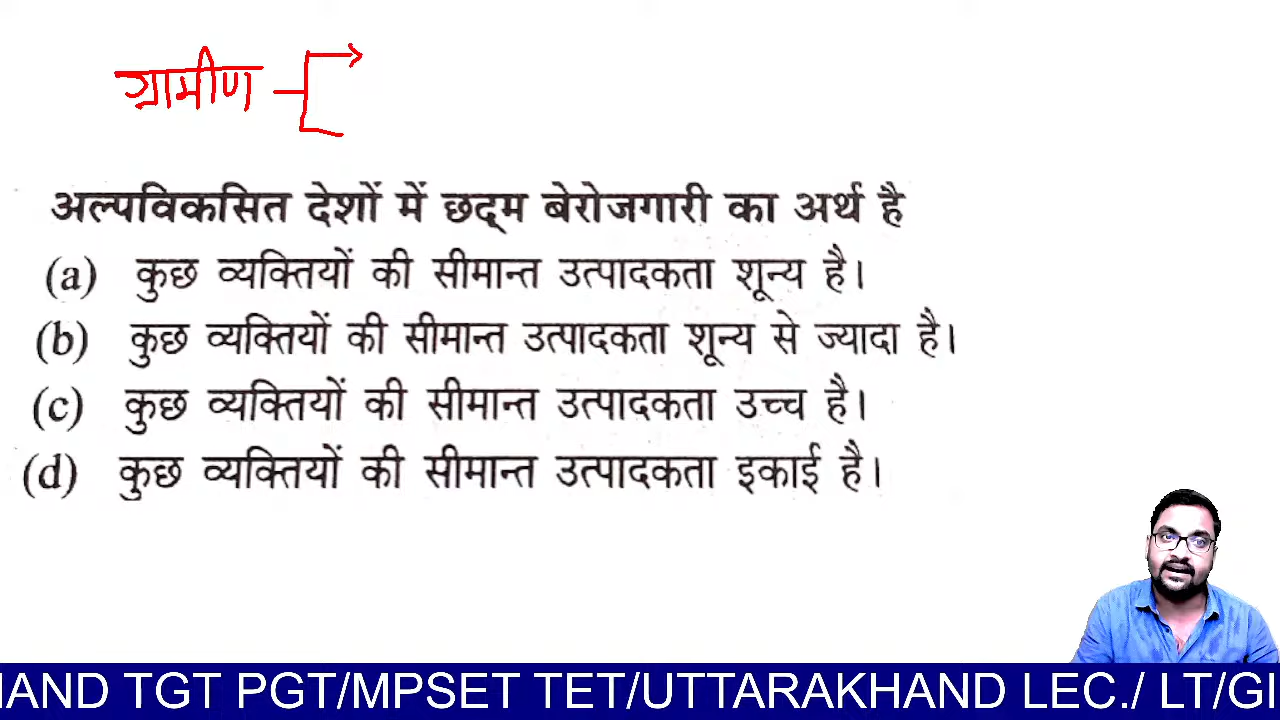 ग्रामीण
अल्पविकसित देशों में छद्म बेरोजगारी का अर्थ है
(a) कुछ व्यक्तियों की सीमान्त उत्पादकता शून्य है।
(b) कुछ व्यक्तियों की सीमान्त उत्पादकता शून्य से ज्यादा है।
(c) कुछ व्यक्तियों की सीमान्त उत्पादकता उच्च है।
(d) कुछ व्यक्तियों की सीमान्त उत्पादकता इकाई है।
HAND TGT PGT/MPSET TET/UTTARAKHAND LEC./ LT/GI